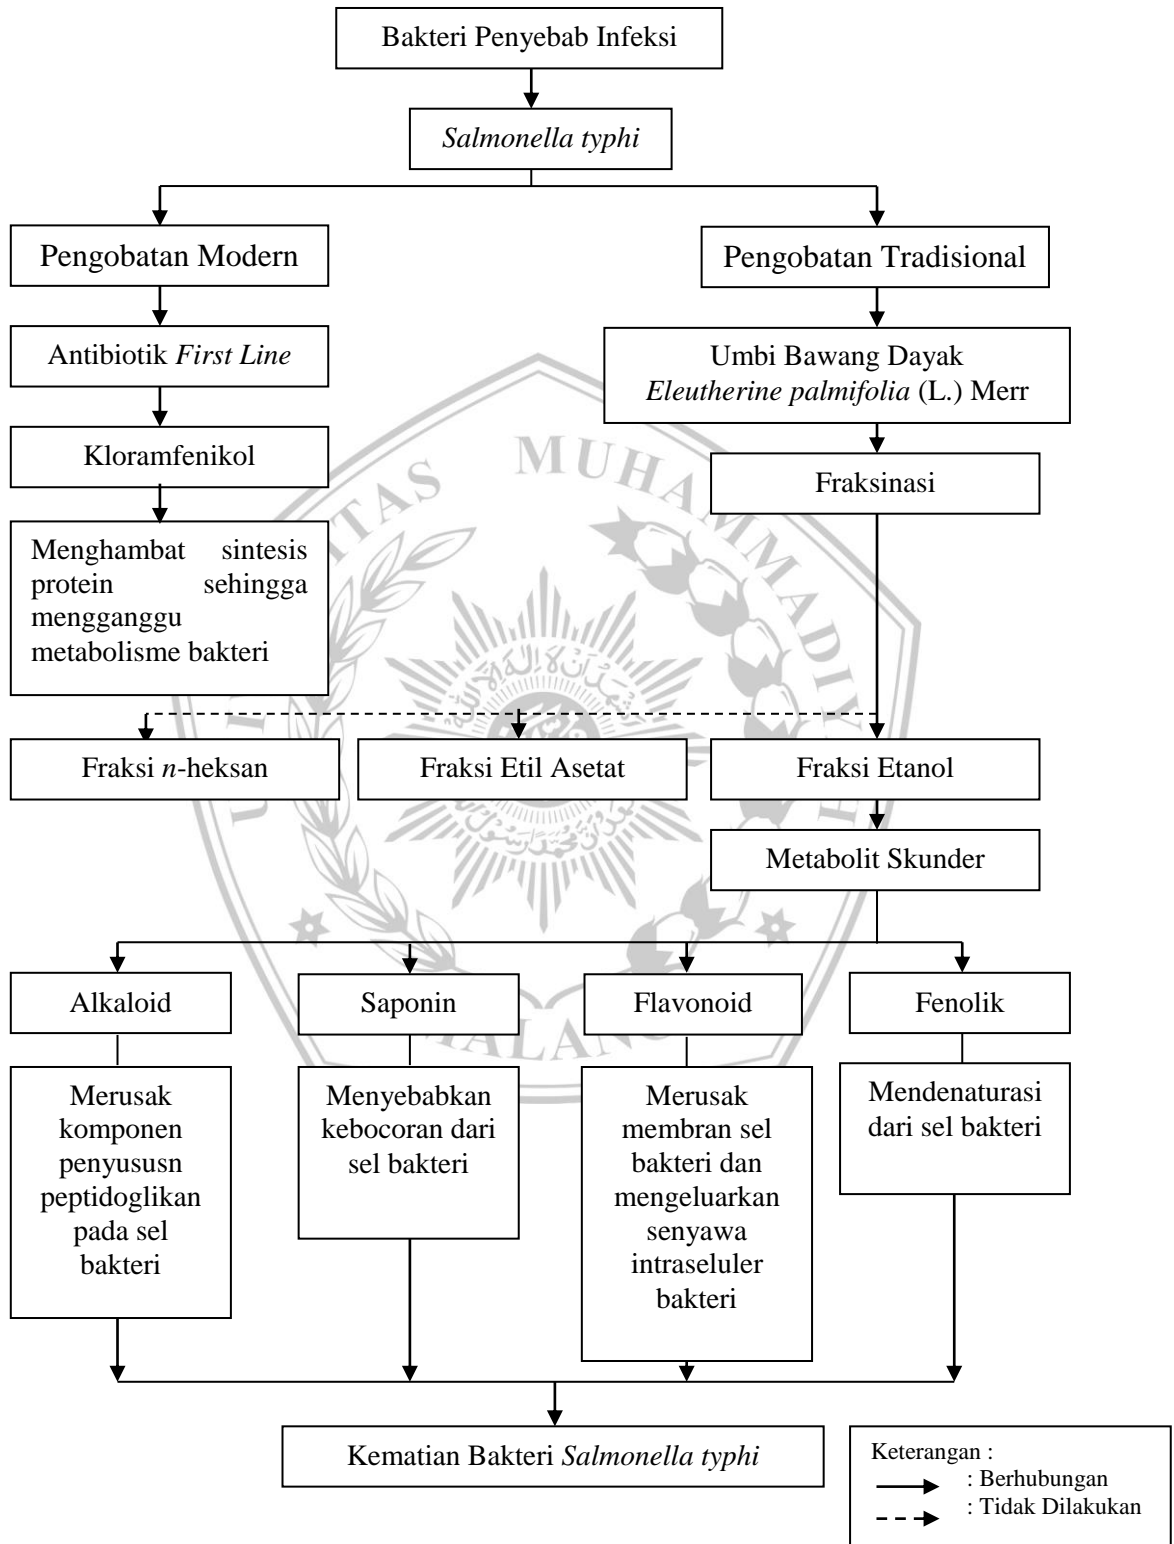 Bakteri Penyebab Infeksi
Salmonella typhi
Pengobatan Modern
Pengobatan Tradisional
Antibiotik First Line
Umbi Bawang Dayak
Eleutherine palmifolia (L.) Merr
Kloramfenikol
Fraksinasi
Menghambat sintesis
protein sehingga
mengganggu
metabolisme bakteri
Fraksi n-heksan
Fraksi Etil Asetat
Fraksi Etanol
Metabolit Skunder
Alkaloid
Saponin
Flavonoid
Fenolik
Merusak
komponen
penyususn
peptidoglikan
pada sel
bakteri
Menyebabkan
kebocoran dari
sel bakteri
Merusak
membran sel
bakteri dan
mengeluarkan
senyawa
intraseluler
bakteri
Mendenaturasi
dari sel bakteri
Kematian Bakteri Salmonella typhi
Keterangan :
: Berhubungan
: Tidak Dilakukan
MUHAMMADIYAH
MALANG